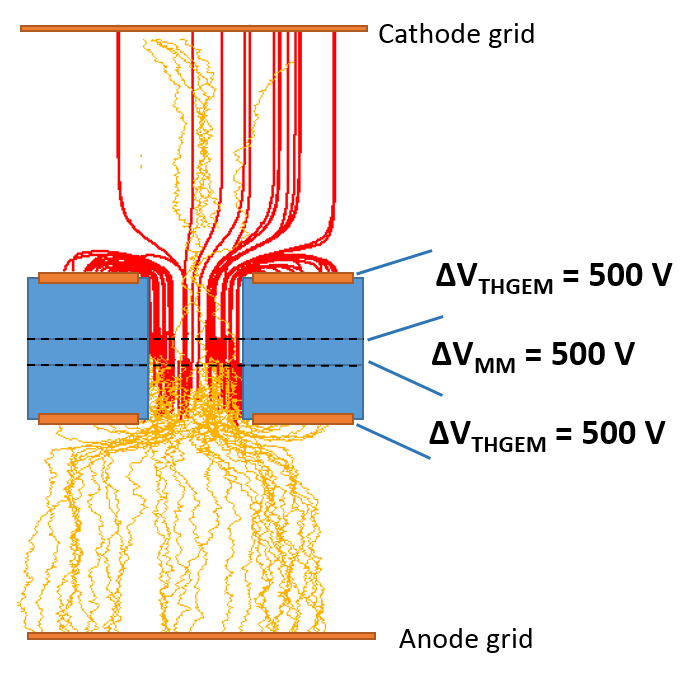 Cathode grid
ΔVTHGEM = 500 V
ΔVMM = 500 V
ΔVTHGEM = 500 V
Anode grid